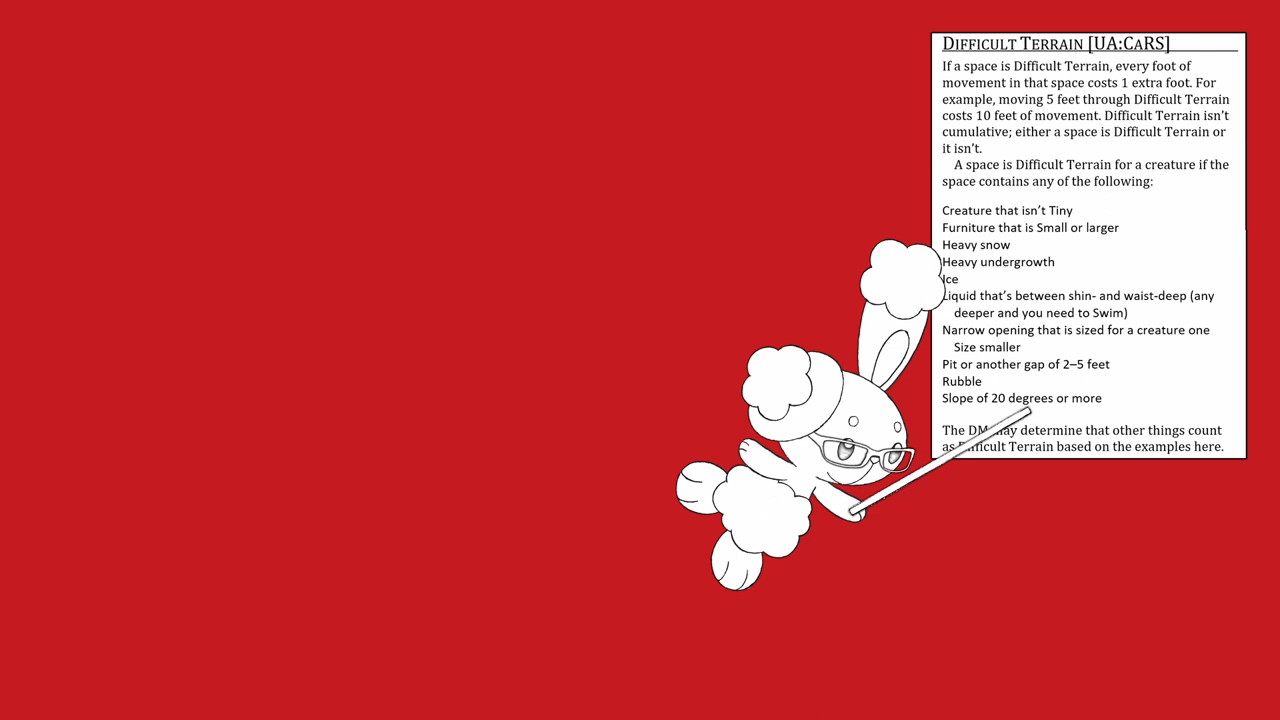 DIFFICULT TERRAIN [UA:CARS]
If a space is Difficult Terrain, every foot of
movement in that space costs 1 extra foot. For
example, moving 5 feet through Difficult Terrain
costs 10 feet of movement. Difficult Terrain isn't
cumulative; either a space is Difficult Terrain or
it isn't.
A space is Difficult Terrain for a creature if the
space contains any of the following:
Creature that isn't Tiny
Furniture that is Small or larger
Heavy snow
Heavy undergrowth
Ice
Liquid that's between shin- and waist-deep (any
deeper and you need to Swim)
Narrow opening that is sized for a creature one
Size smaller
Pit or another gap of 2–5 feet
Rubble
Slope of 20 degrees or more
The DM may determine that other things count
as Difficult Terrain based on the examples here.